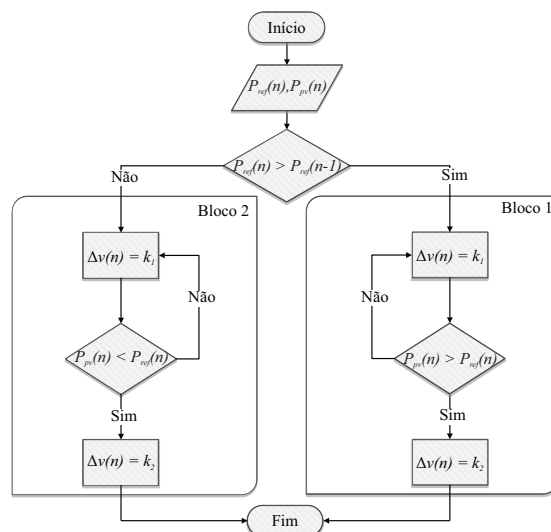 Início
P_ref(n),P_pv(n)
P_ref(n) > P_ref(n-1)
Não
Sim
Bloco 2
Bloco 1
Δv(n) = k_1
Δv(n) = k_1
Não
Não
P_pv(n) < P_ref(n)
P_pv(n) > P_ref(n)
Sim
Sim
Δv(n) = k_2
Δv(n) = k_2
Fim